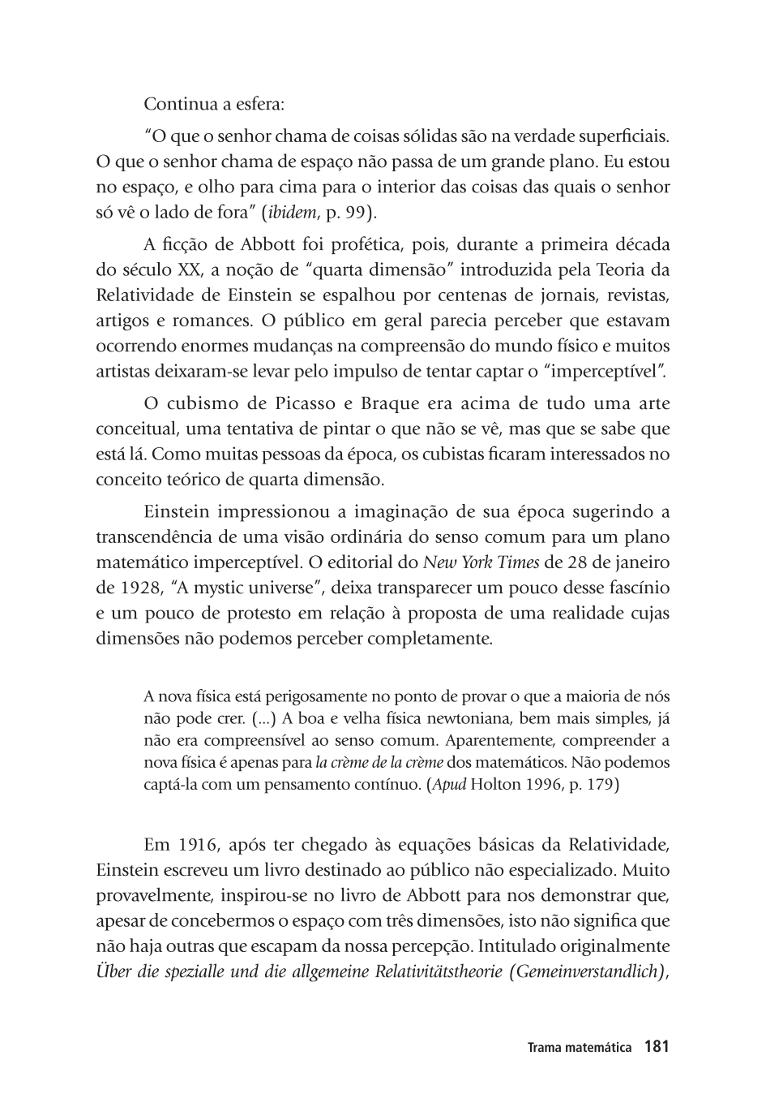 Continua a esfera:
“O que o senhor chama de coisas sólidas são na verdade superficiais.
O que o senhor chama de espaço não passa de um grande plano. Eu estou
no espaço, e olho para cima para o interior das coisas das quais o senhor
só vê o lado de fora” (ibidem, p. 99).
A ficção de Abbott foi profética, pois, durante a primeira década
do século XX, a noção de “quarta dimensão” introduzida pela Teoria da
Relatividade de Einstein se espalhou por centenas de jornais, revistas,
artigos e romances. O público em geral parecia perceber que estavam
ocorrendo enormes mudanças na compreensão do mundo físico e muitos
artistas deixaram-se levar pelo impulso de tentar captar o “imperceptível”.
O cubismo de Picasso e Braque era acima de tudo uma arte
conceitual, uma tentativa de pintar o que não se vê, mas que se sabe que
está lá. Como muitas pessoas da época, os cubistas ficaram interessados no
conceito teórico de quarta dimensão.
Einstein impressionou a imaginação de sua época sugerindo a
transcendência de uma visão ordinária do senso comum para um plano
matemático imperceptível. O editorial do New York Times de 28 de janeiro
de 1928, “A mystic universe”, deixa transparecer um pouco desse fascínio
e um pouco de protesto em relação à proposta de uma realidade cujas
dimensões não podemos perceber completamente.
A nova física está perigosamente no ponto de provar o que a maioria de nós
não pode crer. (...) A boa e velha física newtoniana, bem mais simples, já
não era compreensível ao senso comum. Aparentemente, compreender a
nova física é apenas para la crème de la crème dos matemáticos. Não podemos
captá-la com um pensamento contínuo. (Apud Holton 1996, p. 179)
Em 1916, após ter chegado às equações básicas da Relatividade,
Einstein escreveu um livro destinado ao público não especializado. Muito
provavelmente, inspirou-se no livro de Abbott para nos demonstrar que,
apesar de concebermos o espaço com três dimensões, isto não significa que
não haja outras que escapam da nossa percepção. Intitulado originalmente
Über die spezialle und die allgemeine Relativitätstheorie (Gemeinverstandlich),
Trama matemática 181